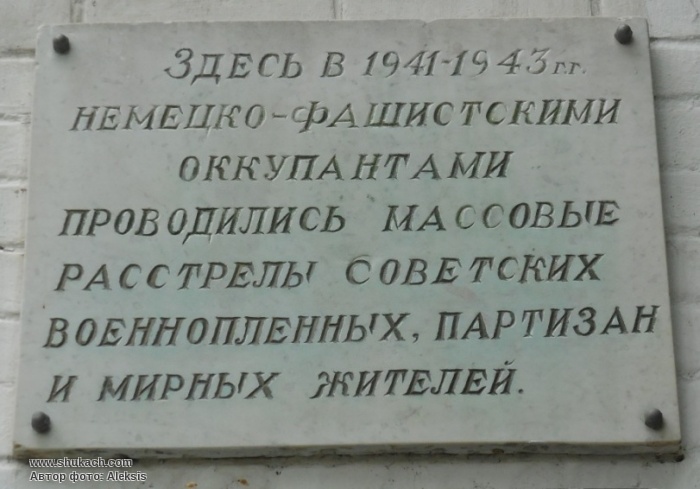 ЗДЕСЬ В 1941-1943 г.г.
НЕМЕЦКО-ФАШИСТСКИМИ
ОККУПАНТАМИ
ПРОВОДИЛИСЬ МАССОВЫЕ
РАССТРЕЛЫ СОВЕТСКИХ
ВОЕННОПЛЕННЫХ, ПАРТИЗАН
И МИРНЫХ ЖИТЕЛЕЙ.
www.shukach.com
Автор фото: Aleksis